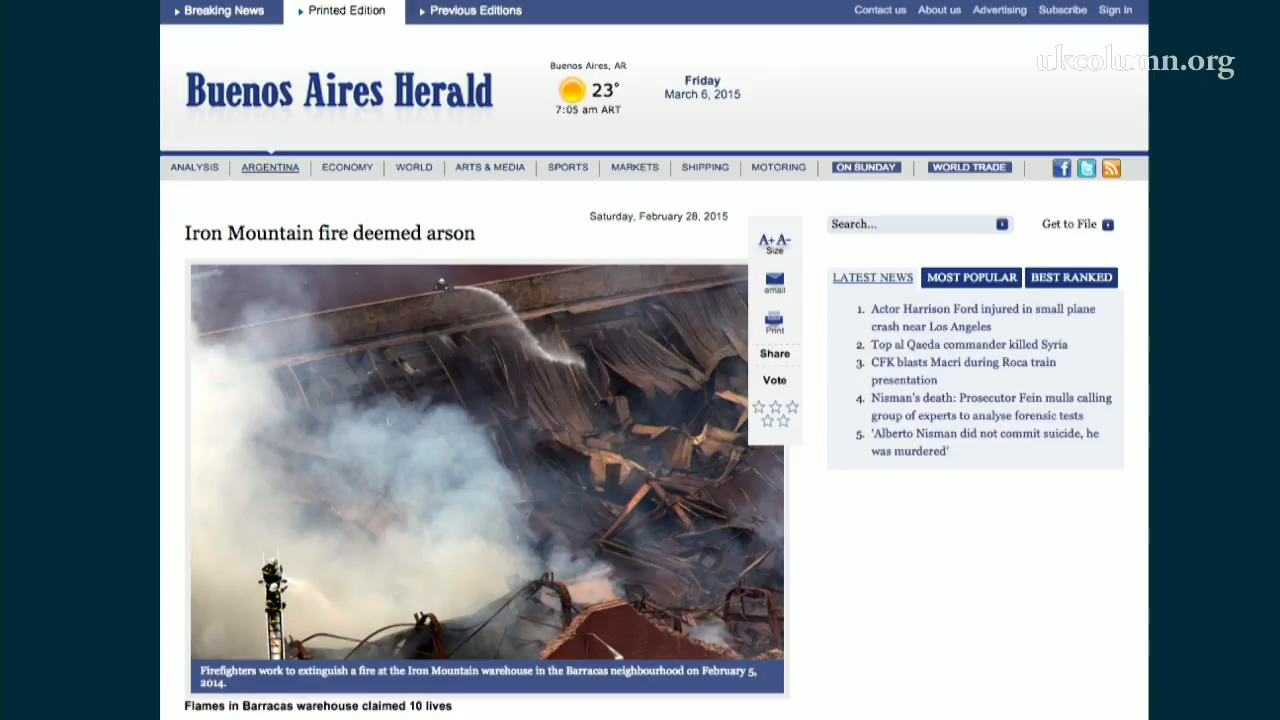 Breaking News
Printed Edition
Previous Editions
Contact us
About us
Advertising
Subscribe
Sign in
ukcolumn.org
Buenos Aires Herald
Buenos Aires, AR
23°
7:05 am ART
Friday
March 6, 2015
ANALYSIS
ARGENTINA
ECONOMY
WORLD
ARTS & MEDIA
SPORTS
MARKETS
SHIPPING
MOTORING
ON SUNDAY
WORLD TRADE
Saturday, February 28, 2015
Iron Mountain fire deemed arson
A+ A-
Size
email
Print
Share
Vote
Search...
Get to File
LATEST NEWS
MOST POPULAR
BEST RANKED
1. Actor Harrison Ford injured in small plane
crash near Los Angeles
2. Top al Qaeda commander killed Syria
3. CFK blasts Macri during Roca train
presentation
4. Nisman's death: Prosecutor Fein mulls calling
group of experts to analyse forensic tests
5. 'Alberto Nisman did not commit suicide, he
was murdered'
Firefighters work to extinguish a fire at the Iron Mountain warehouse in the Barracas neighbourhood on February 5,
2014.
Flames in Barracas warehouse claimed 10 lives